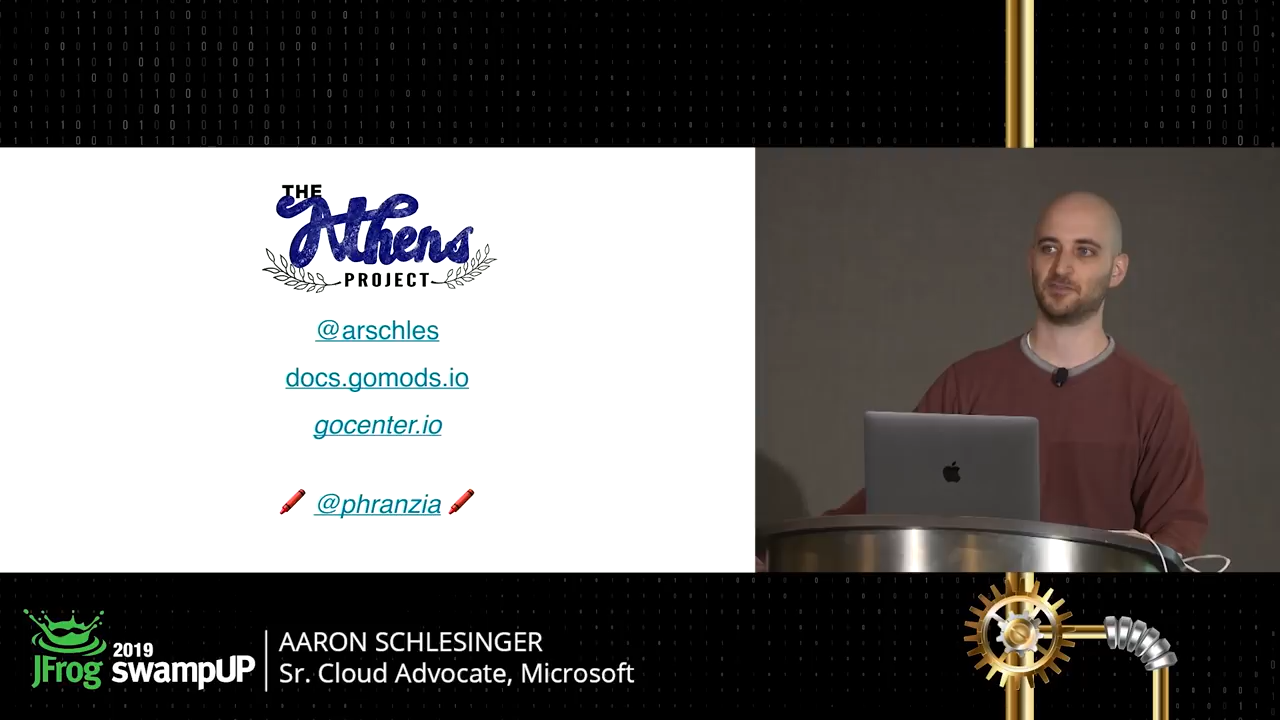 THE
Athens
PROJECT
@arschles
docs.gomods.io
gocenter.io
@phranzia
JFrog
2019
swampUP
AARON SCHLESINGER
Sr. Cloud Advocate, Microsoft